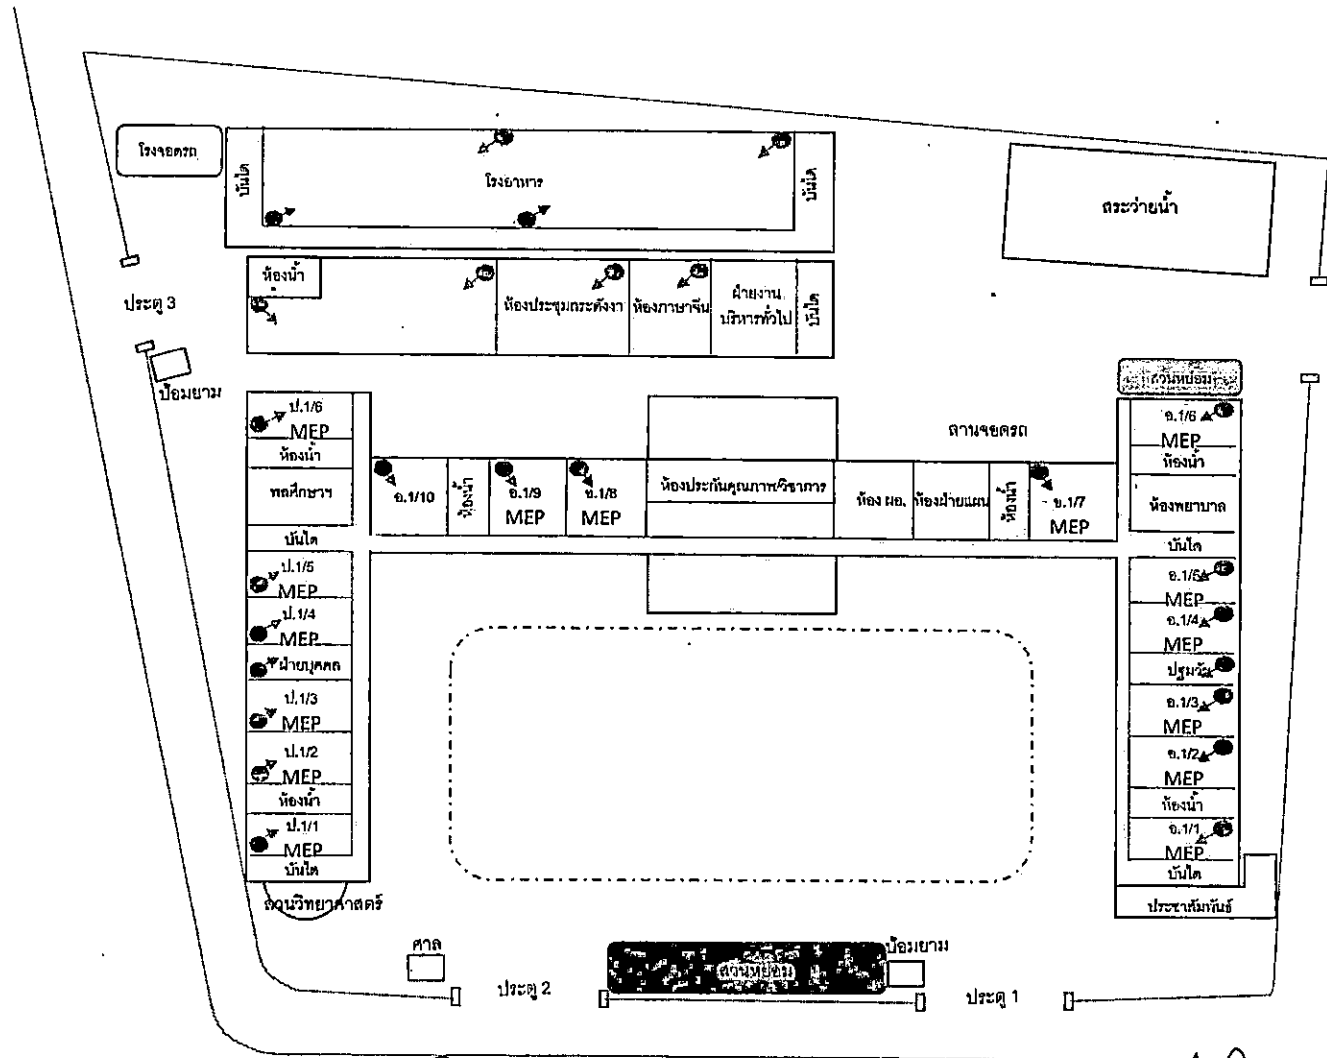 โรงจอดรถ
บันได
โรงอาหาร
บันได
สระว่ายน้ำ
ห้องน้ำ
ห้องประชุมกระดังงา
ห้องภาษาจีน
ฝ่ายงาน
บริหารทั่วไป
บันได
ประตู 3
ป้อมยาม
สวนหย่อม
ป.1/6
MEP
ห้องน้ำ
พลศึกษาฯ
บันได
ป.1/5
MEP
ป.1/4
MEP
ฝ่ายบุคคล
ป.1/3
MEP
ป.1/2
MEP
ห้องน้ำ
ป.1/1
MEP
บันได
สวนวิทยาศาสตร์
อ.1/10
ห้องน้ำ
อ.1/9
MEP
อ.1/8
MEP
ห้องประกันคุณภาพ/วิชาการ
ห้อง ผอ.
ห้องฝ่ายแผน
ห้องน้ำ
อ.1/7
MEP
ลานจอดรถ
อ.1/6
MEP
ห้องน้ำ
ห้องพยาบาล
บันได
อ.1/5
MEP
อ.1/4
MEP
ปฐมวัย
อ.1/3
MEP
อ.1/2
MEP
ห้องน้ำ
อ.1/1
MEP
บันได
ประชาสัมพันธ์
ศาล
ประตู 2
สวนหย่อม
ป้อมยาม
ประตู 1